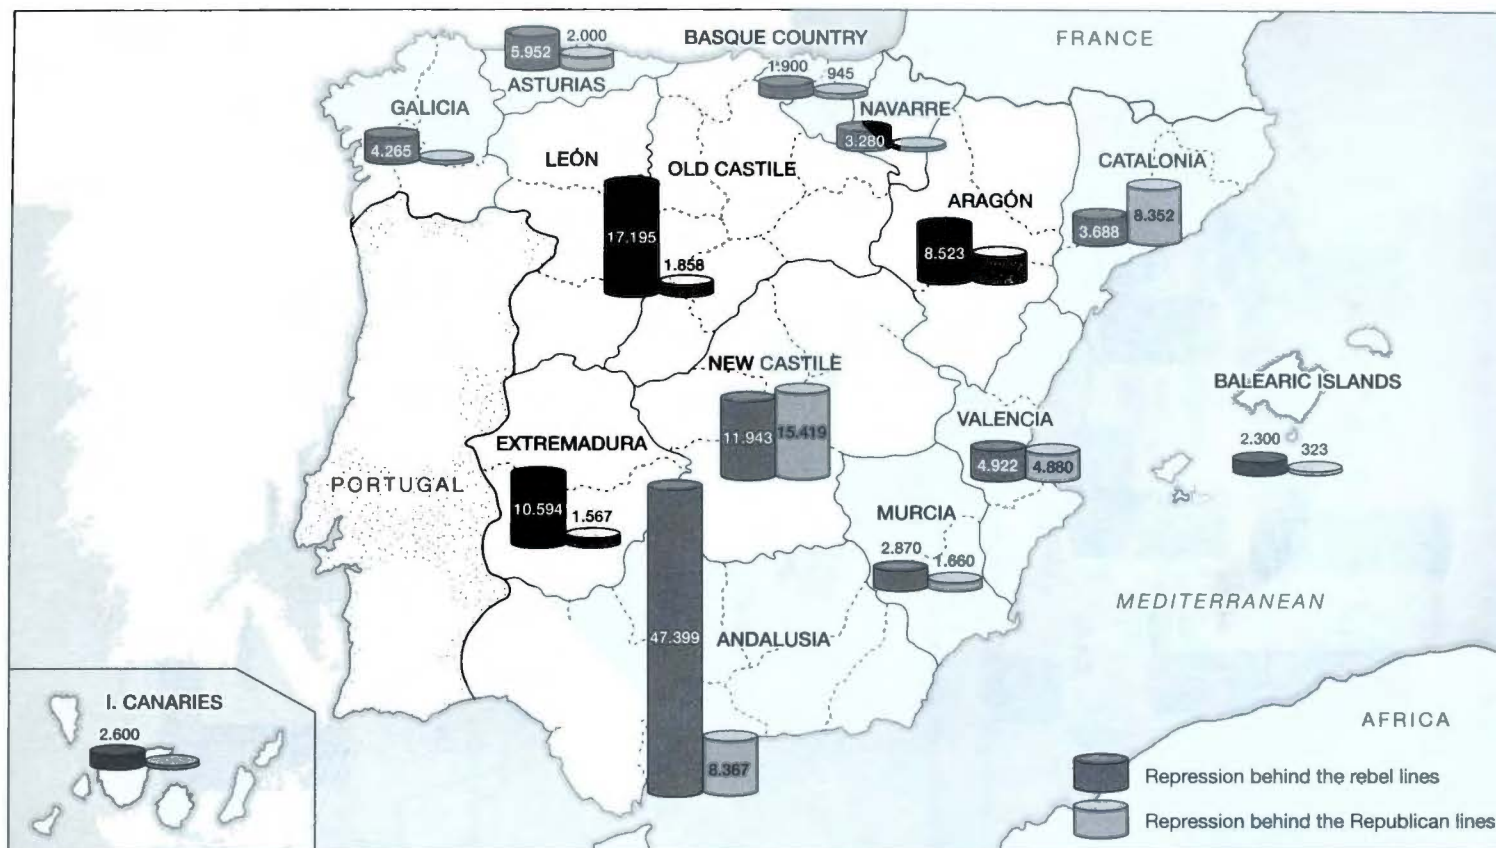 5.952
2.000
ASTURIAS
BASQUE COUNTRY
1.900
945
FRANCE
GALICIA
4.265
NAVARRE
3.280
LEÓN
OLD CASTILE
17.195
1.858
ARAGÓN
8.523
CATALONIA
3.688
8.352
NEW CASTILE
11.943
15.419
BALEARIC ISLANDS
2.300
323
VALENCIA
4.922
4.880
EXTREMADURA
10.594
1.567
PORTUGAL
MURCIA
2.870
1.660
MEDITERRANEAN
47.399
ANDALUSIA
8.367
I. CANARIES
2.600
AFRICA
Repression behind the rebel lines
Repression behind the Republican lines